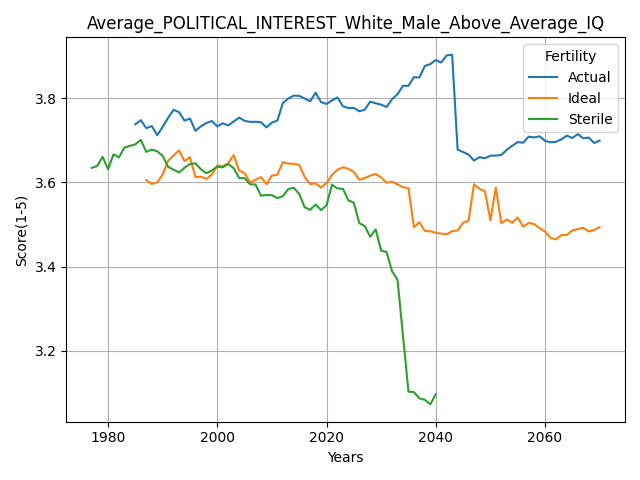 Average_POLITICAL_INTEREST_White_Male_Above_Average_IQ
Fertility
Actual
Ideal
Sterile
Score(1-5)
3.8
3.6
3.4
3.2
1980 2000 2020 2040 2060
Years